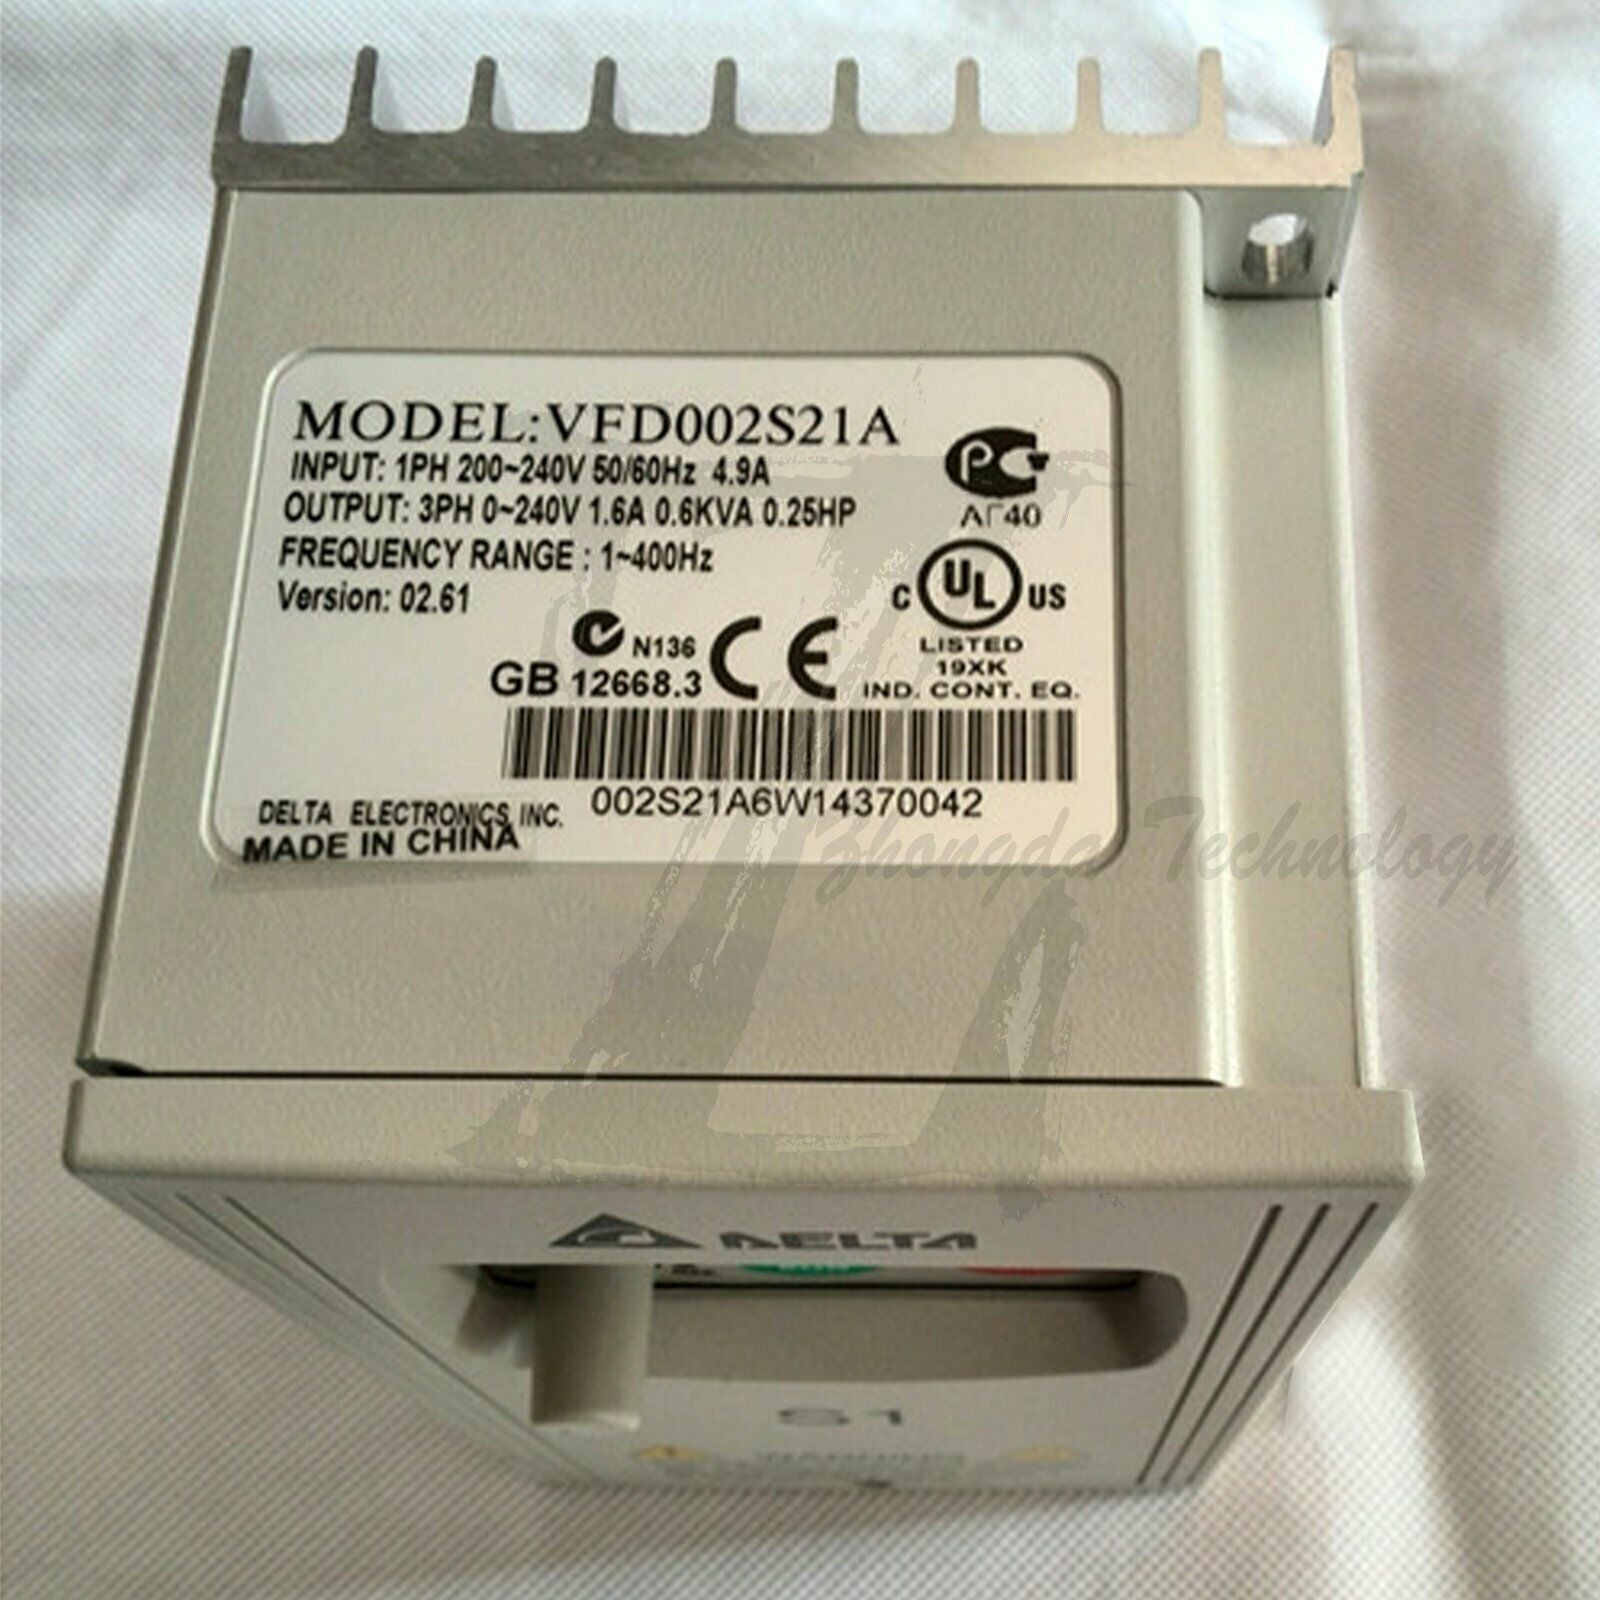 MODEL:VFD002S21A
INPUT: 1PH 200~240V 50/60Hz 4.9A
OUTPUT: 3PH 0~240V 1.6A 0.6KVA 0.25HP
FREQUENCY RANGE : 1~400Hz
Version: 02.61
АГ40
C UL US
LISTED
19XK
IND. CONT. EQ.
N136
GB 12668.3 CE
002S21A6W14370042
DELTA ELECTRONICS, INC.
MADE IN CHINA
Zhongda Technology
DELTA
S1
WARNING